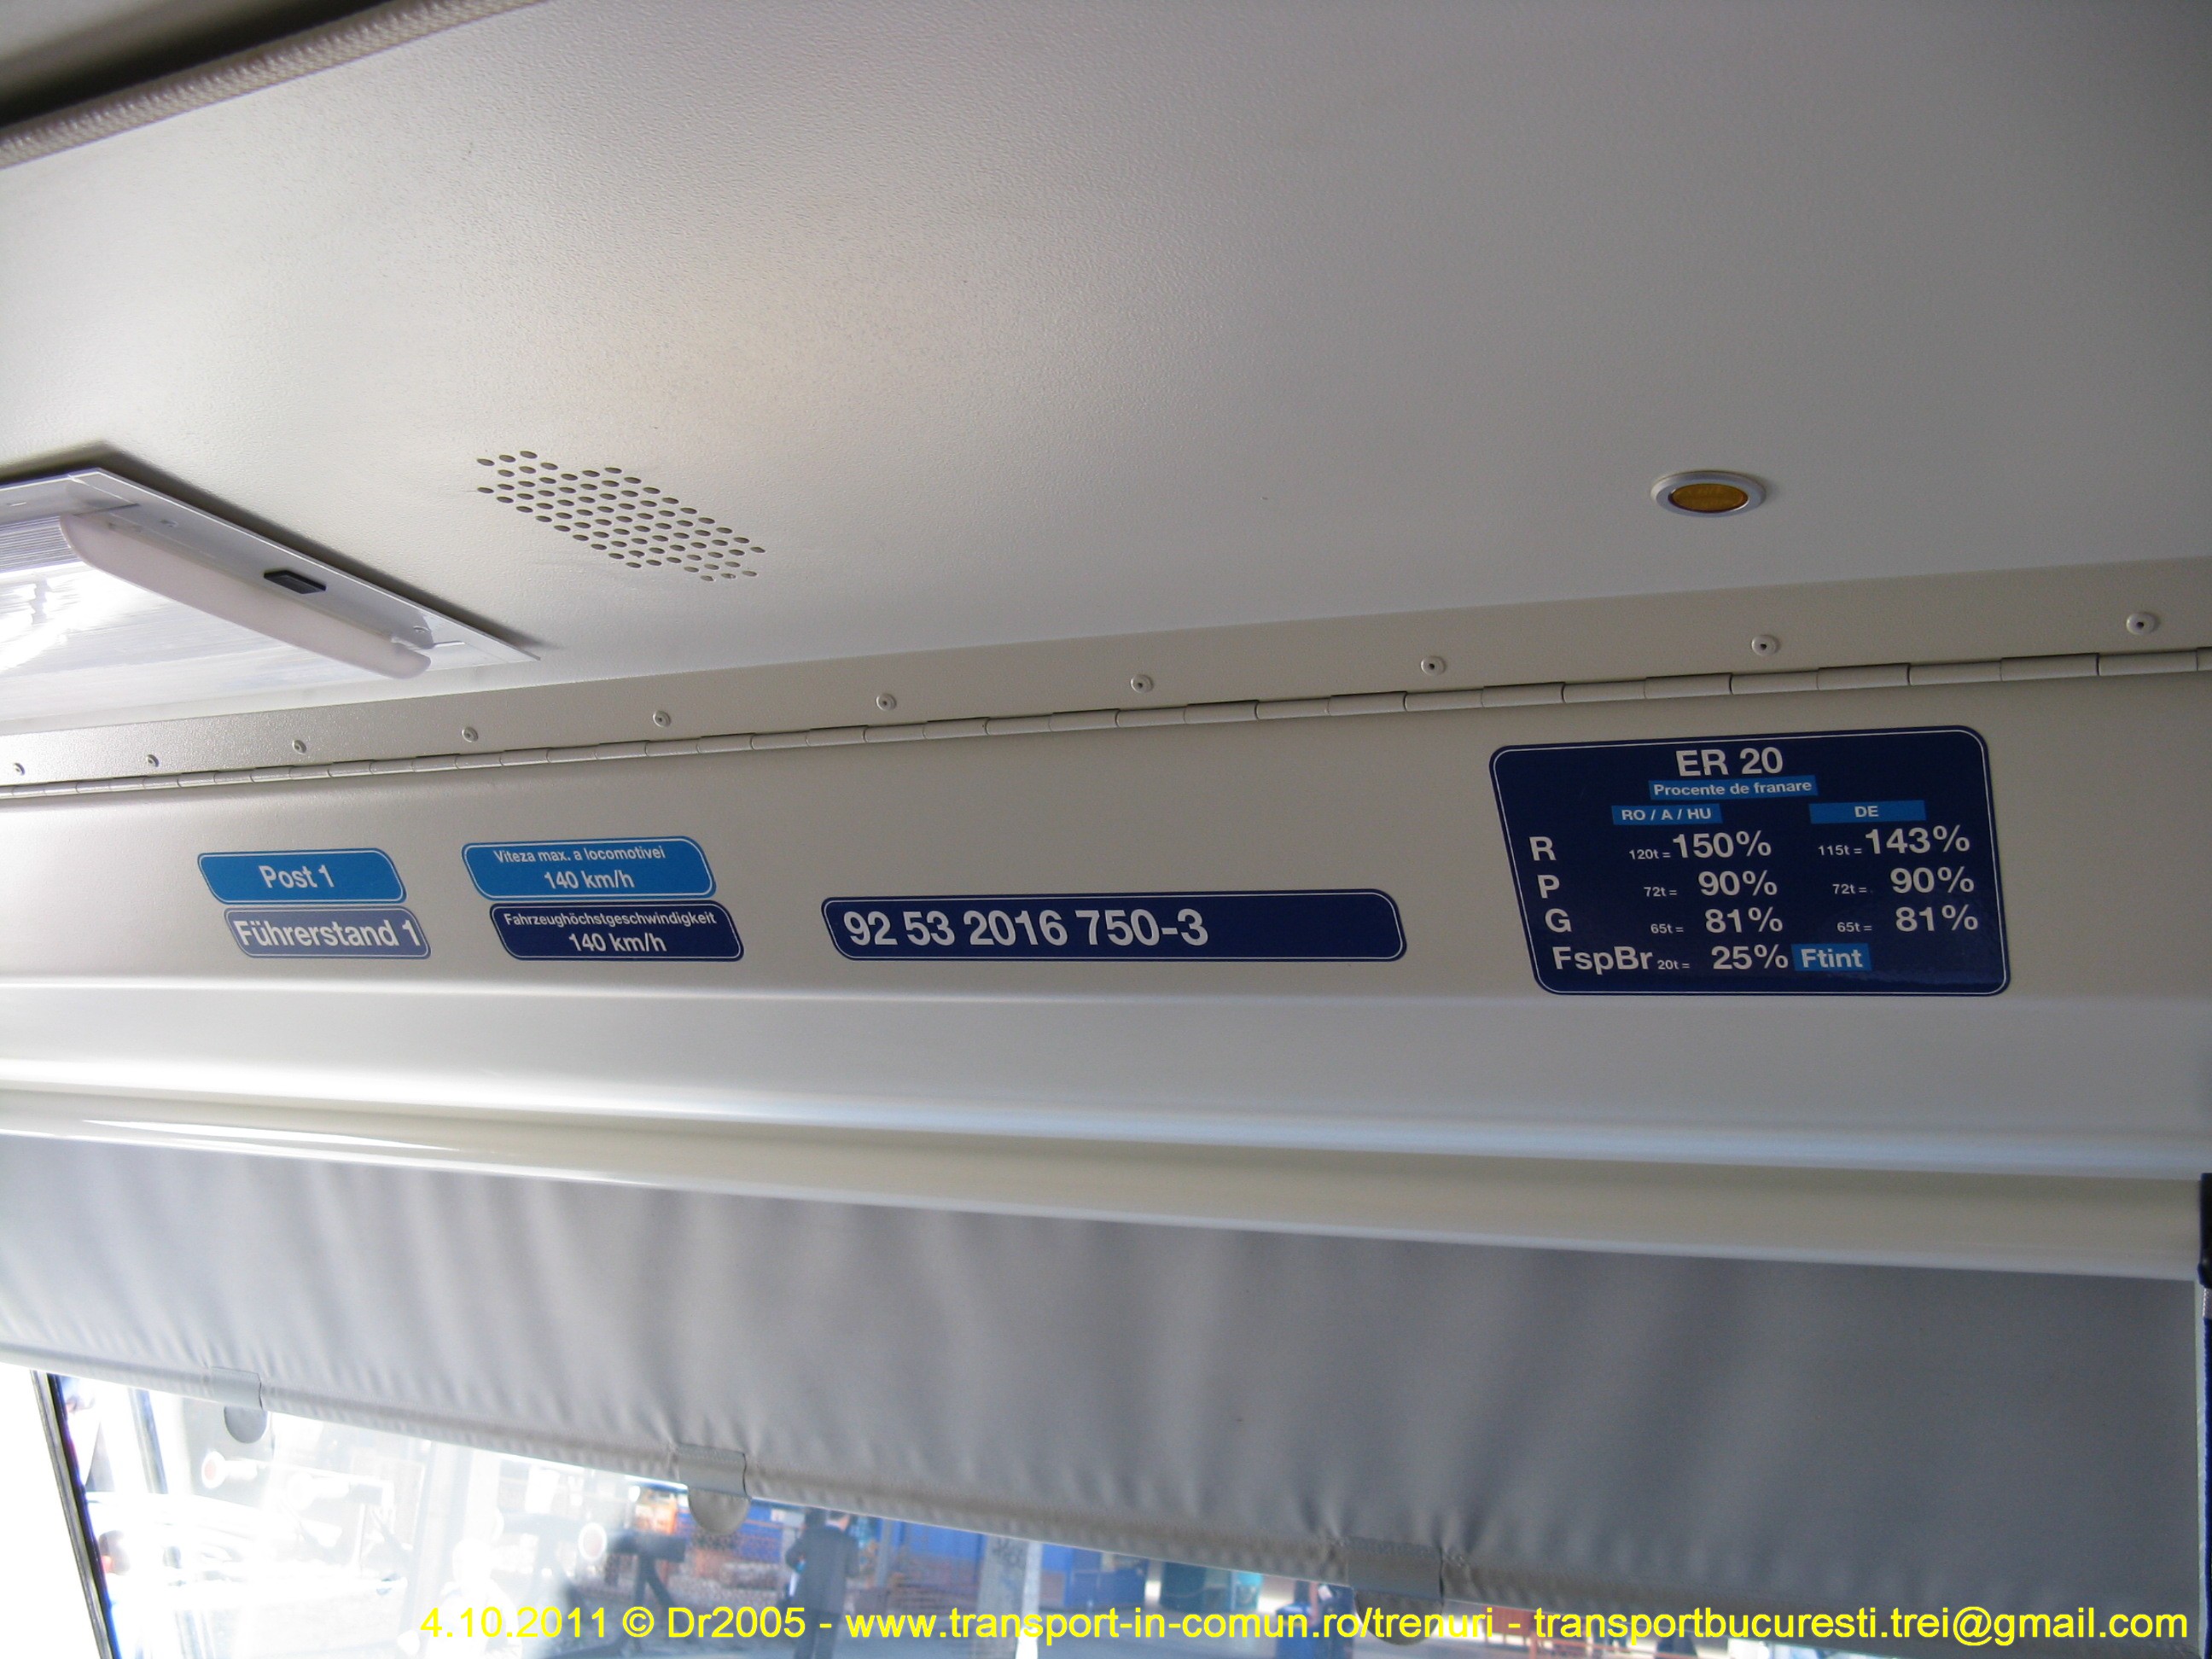 Post 1
Führerstand 1
Viteza max. a locomotivei
140 km/h
Fahrzeughöchstgeschwindigkeit
140 km/h
92 53 2016 750-3
ER 20
Procente de franare
RO / A / HU DE
R 120t = 150% 115t = 143%
P 72t = 90% 72t = 90%
G 65t = 81% 65t = 81%
FspBr 20t = 25% Ftint
4.10.2011 © Dr2005 - www.transport-in-comun.ro/trenuri - transportbucuresti.trei@gmail.com